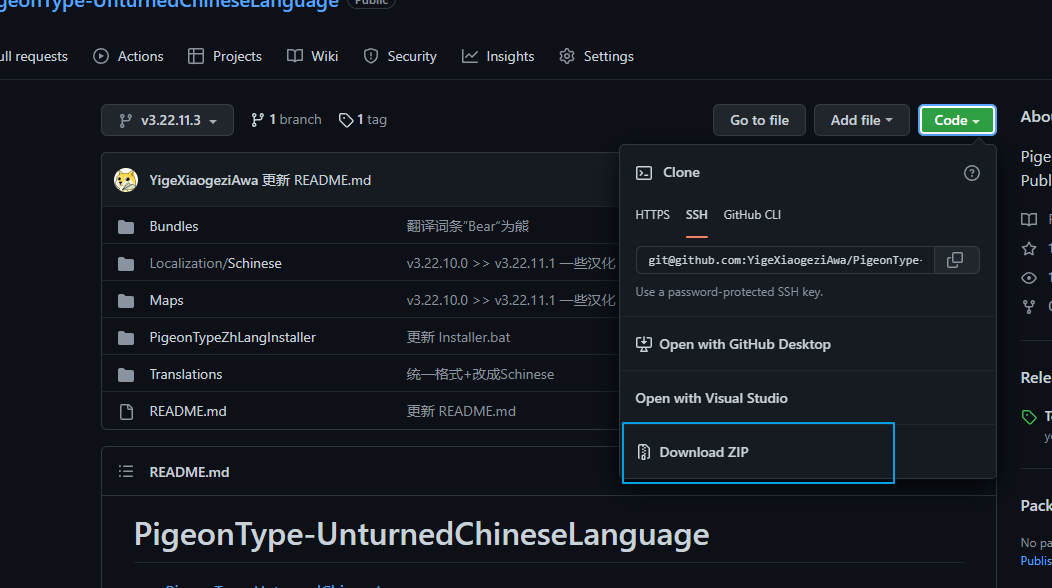 geonType-UnturnedChineseLanguage Public
ull requests Actions Projects Wiki Security Insights Settings
v3.22.11.3 1 branch 1 tag Go to file Add file Code
YigeXiaogeziAwa 更新 README.md
Bundles 翻译词条"Bear"为熊
Localization/Schinese v3.22.10.0 >> v3.22.11.1 一些汉化
Maps v3.22.10.0 >> v3.22.11.1 一些汉化
PigeonTypeZhLangInstaller 更新 Installer.bat
Translations 统一格式+改成Schinese
README.md 更新 README.md
Clone
HTTPS SSH GitHub CLI
git@github.com:YigeXiaogeziAwa/PigeonType-
Use a password-protected SSH key.
Open with GitHub Desktop
Open with Visual Studio
Download ZIP
Abou
Pige
Publ
Rele
Pack
No pa
Publis
README.md
PigeonType-UnturnedChineseLanguage